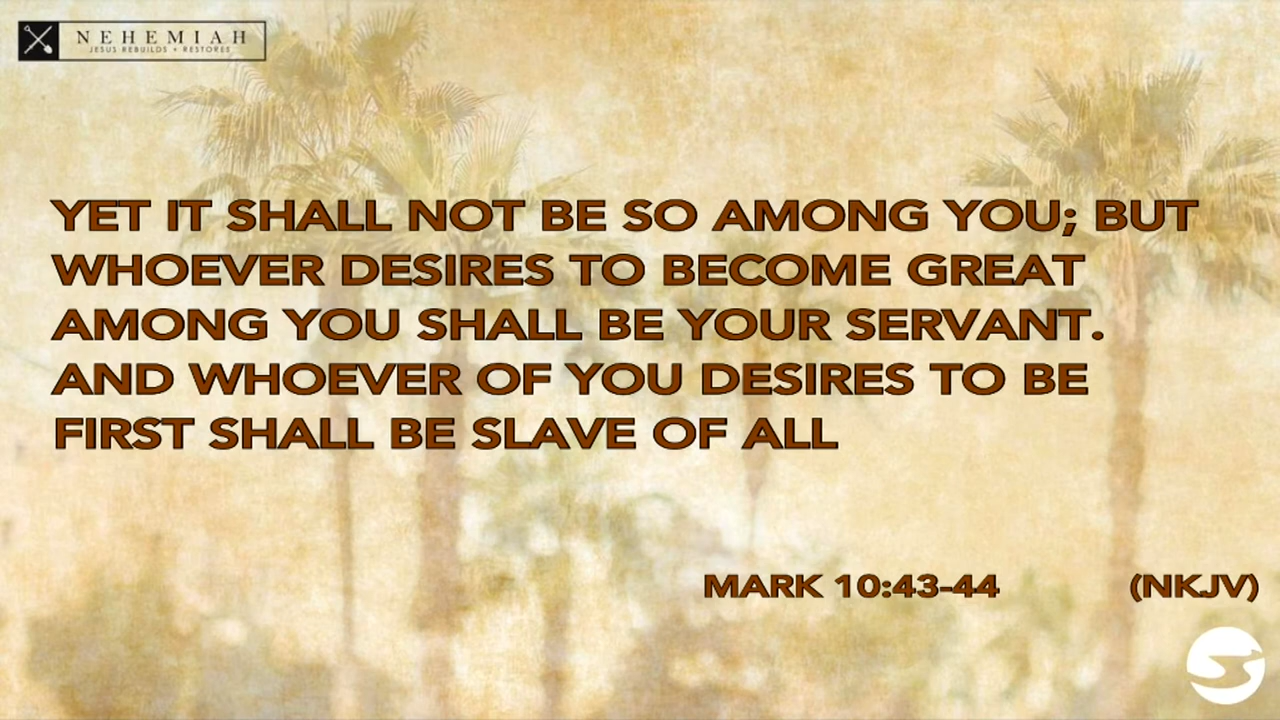 NEHEMIAH
JESUS REBUILDS + RESTORES
YET IT SHALL NOT BE SO AMONG YOU; BUT
WHOEVER DESIRES TO BECOME GREAT
AMONG YOU SHALL BE YOUR SERVANT.
AND WHOEVER OF YOU DESIRES TO BE
FIRST SHALL BE SLAVE OF ALL
MARK 10:43-44 (NKJV)